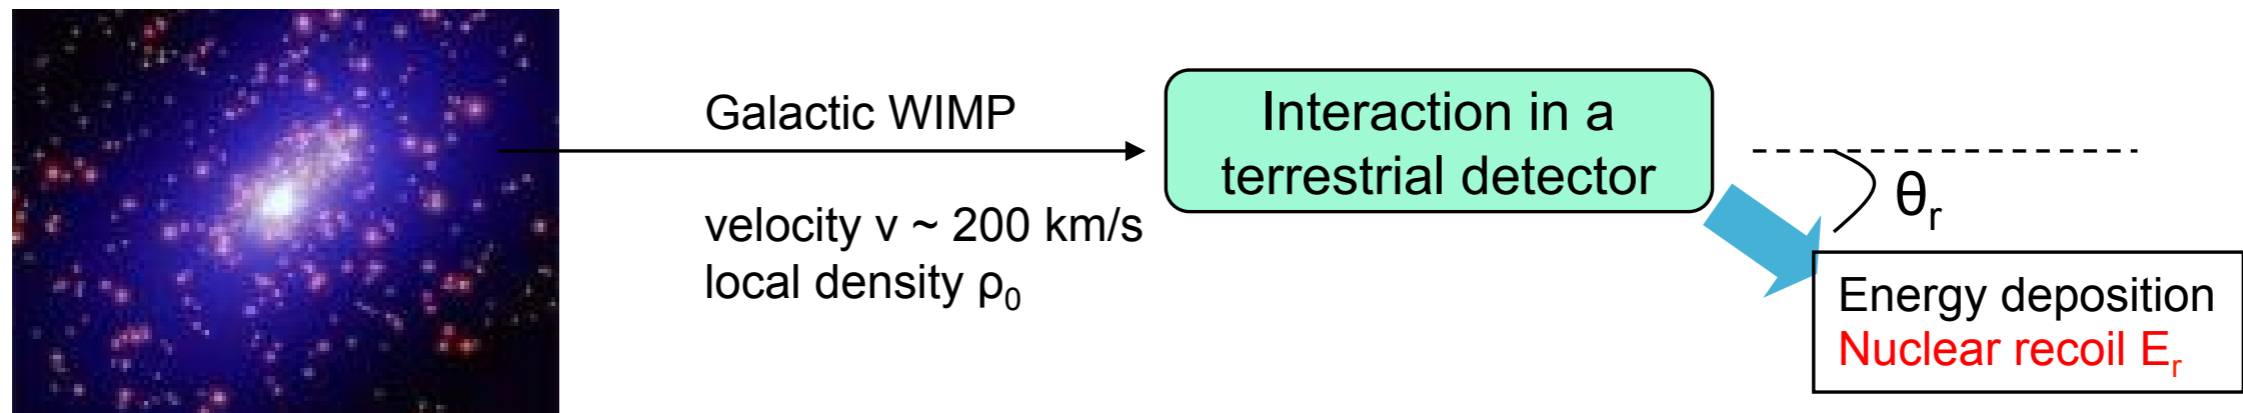 Galactic WIMP
velocity v ~ 200 km/s
local density ρ₀
Interaction in a
terrestrial detector
θᵣ
Energy deposition
Nuclear recoil Eᵣ